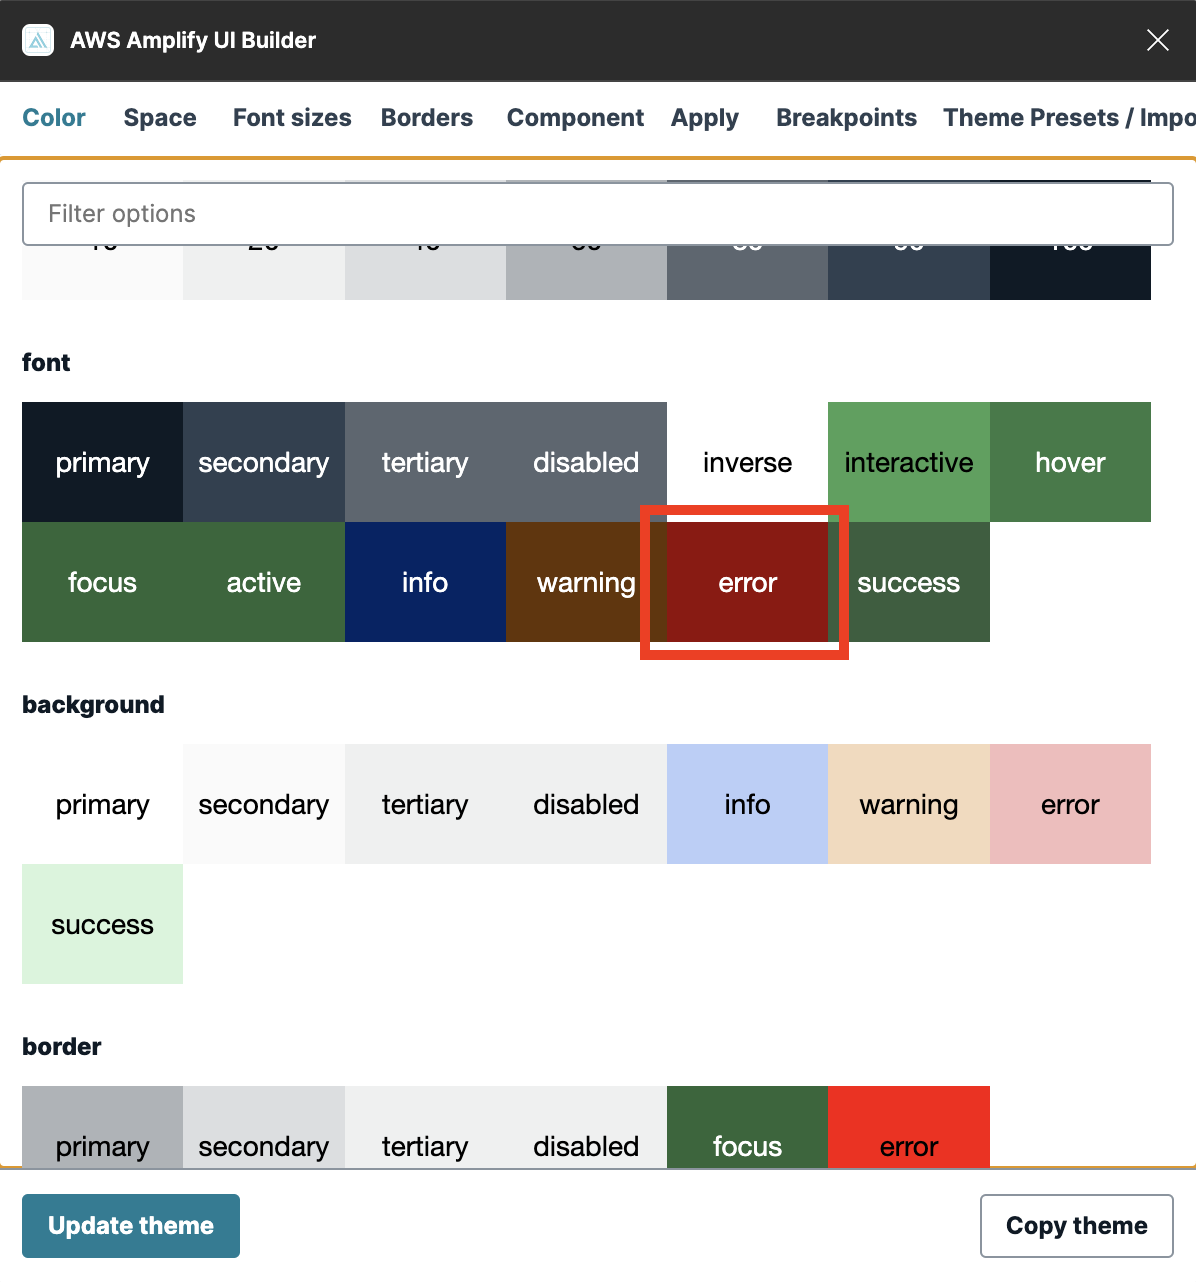 AWS Amplify UI Builder
Color Space Font sizes Borders Component Apply Breakpoints Theme Presets / Impo
Filter options
font
primary secondary tertiary disabled inverse interactive hover
focus active info warning error success
background
primary secondary tertiary disabled info warning error
success
border
primary secondary tertiary disabled focus error
Update theme Copy theme